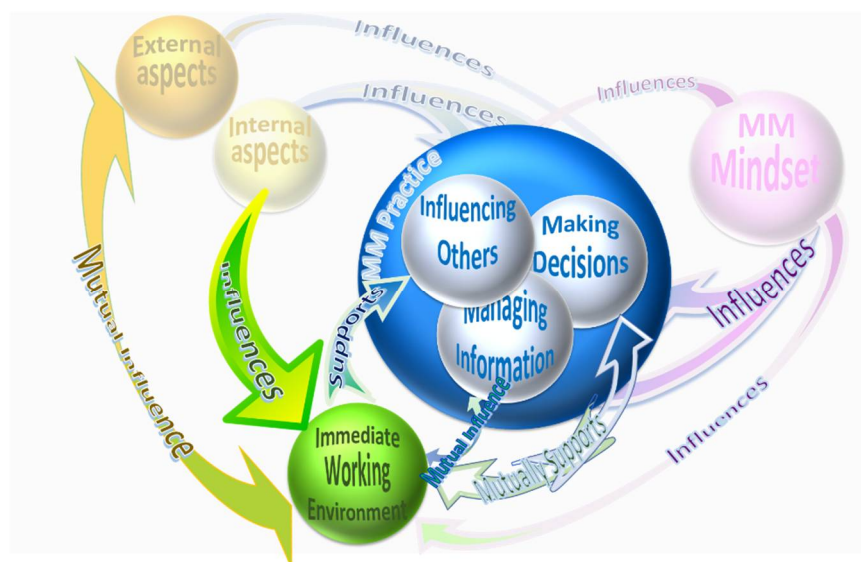 External
aspects
Influences
Internal
aspects
Influences
Influences
MM
Mindset
MM Practice
Influencing
Others
Making
Decisions
Managing
Information
Influences
Supports
Influences
Mutual Influence
Immediate
Working
Environment
Mutual Influence
Mutually Supports
Influences